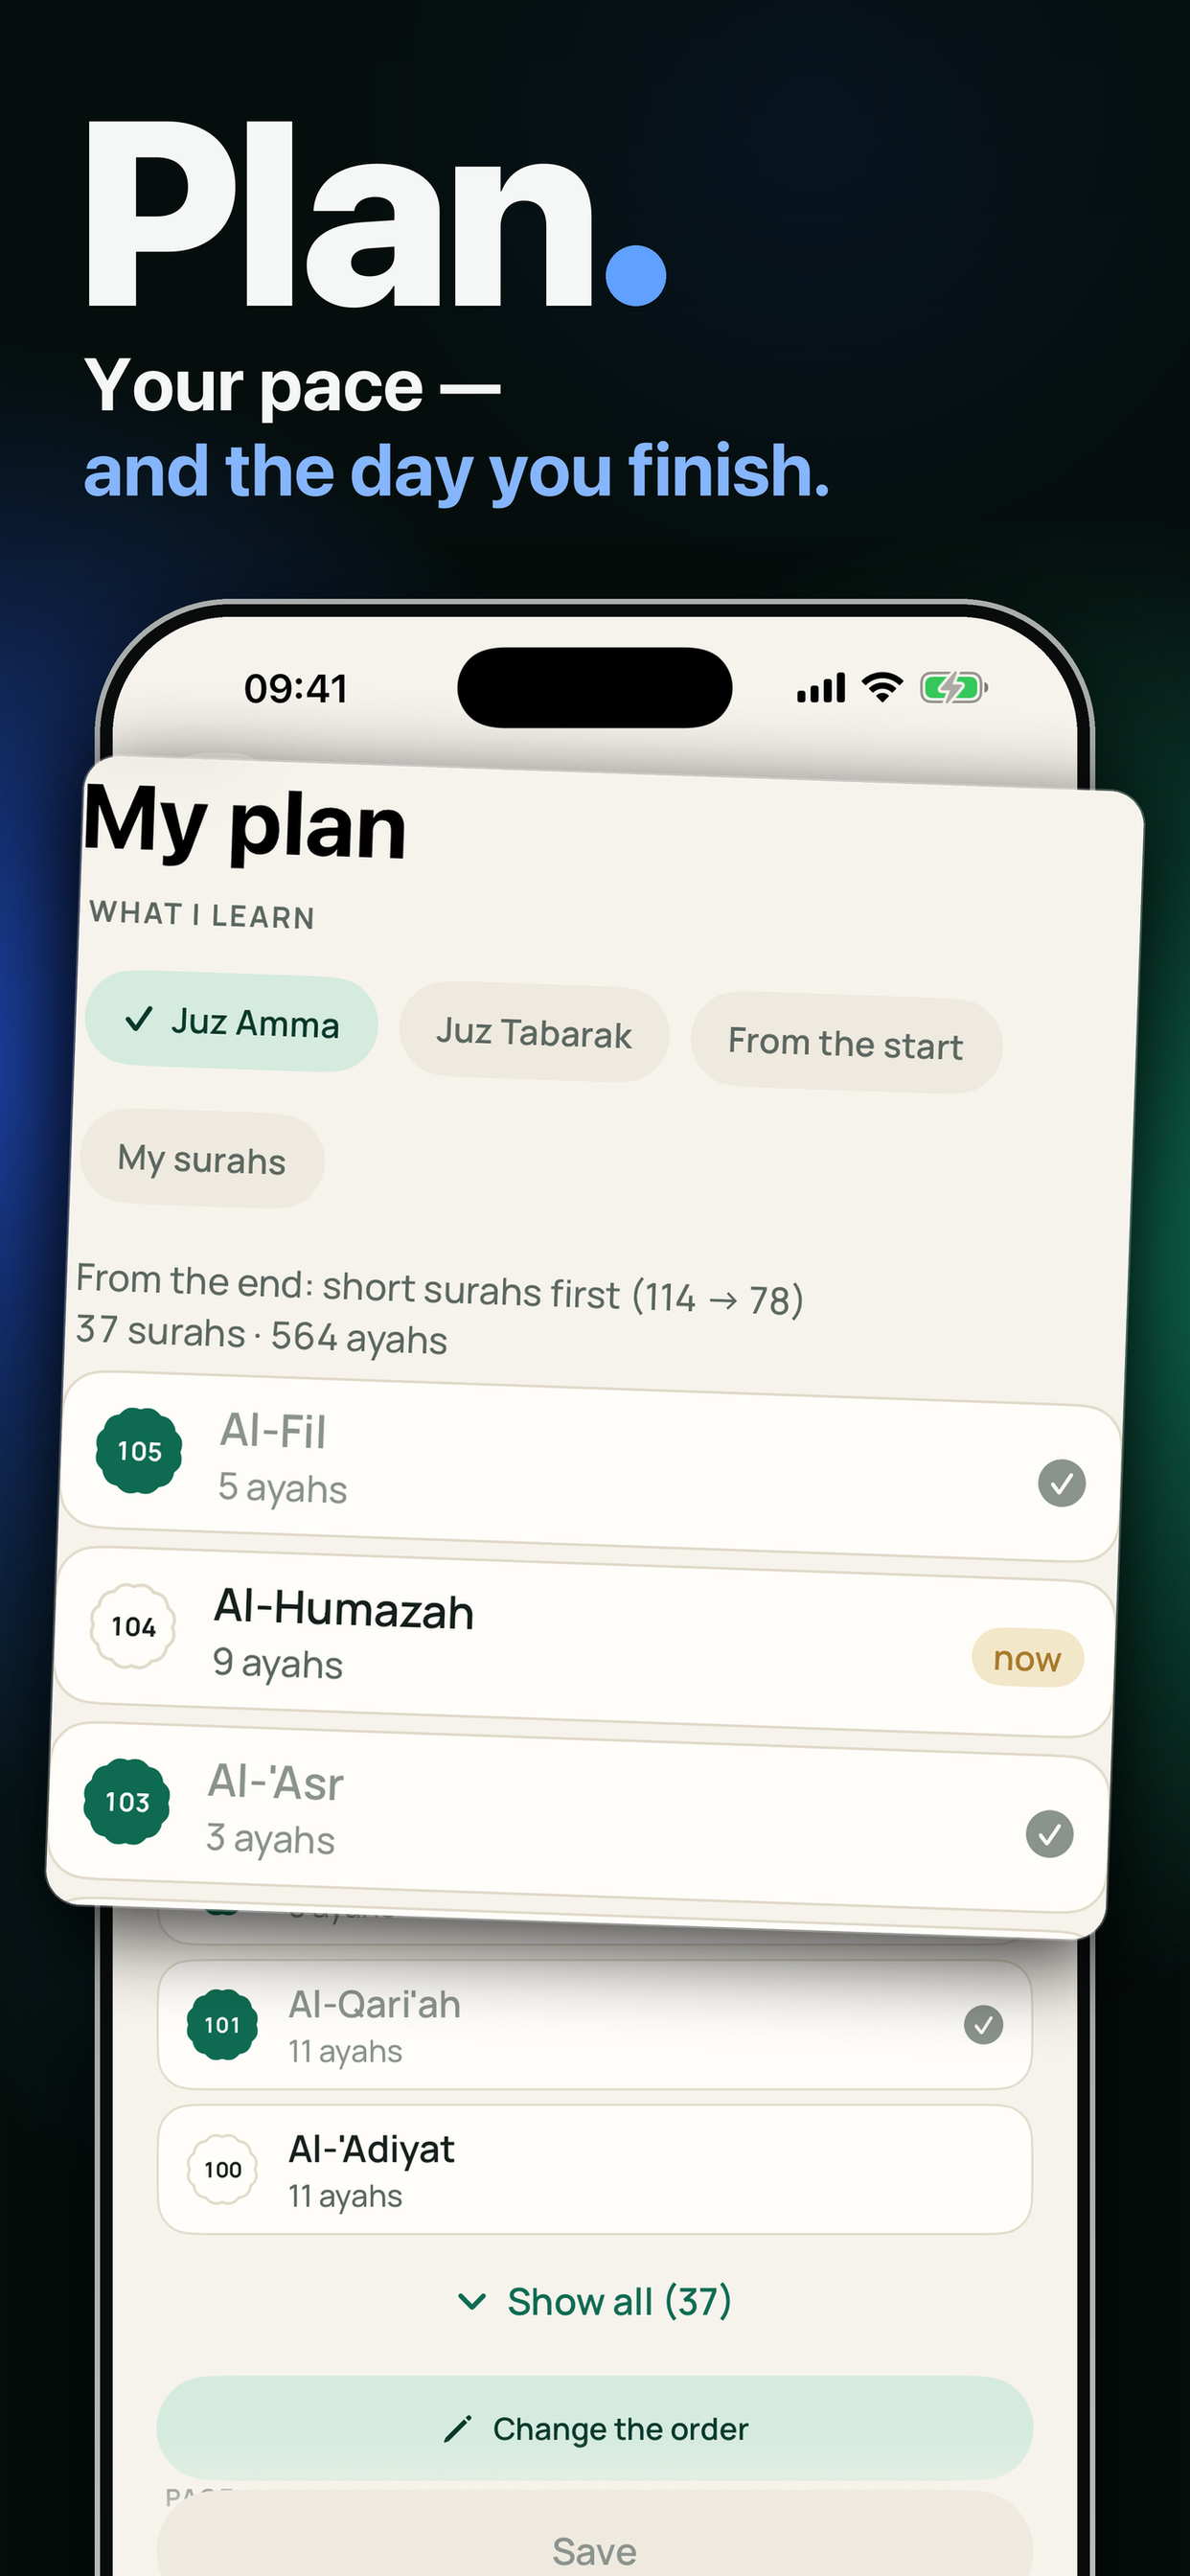 Plan.
Your pace —
and the day you finish.
09:41
My plan
WHAT I LEARN
✓ Juz Amma
Juz Tabarak
From the start
My surahs
From the end: short surahs first (114 → 78)
37 surahs · 564 ayahs
105
Al-Fil
5 ayahs
104
Al-Humazah
9 ayahs
now
103
Al-'Asr
3 ayahs
101
Al-Qari'ah
11 ayahs
100
Al-'Adiyat
11 ayahs
Show all (37)
Change the order
Save